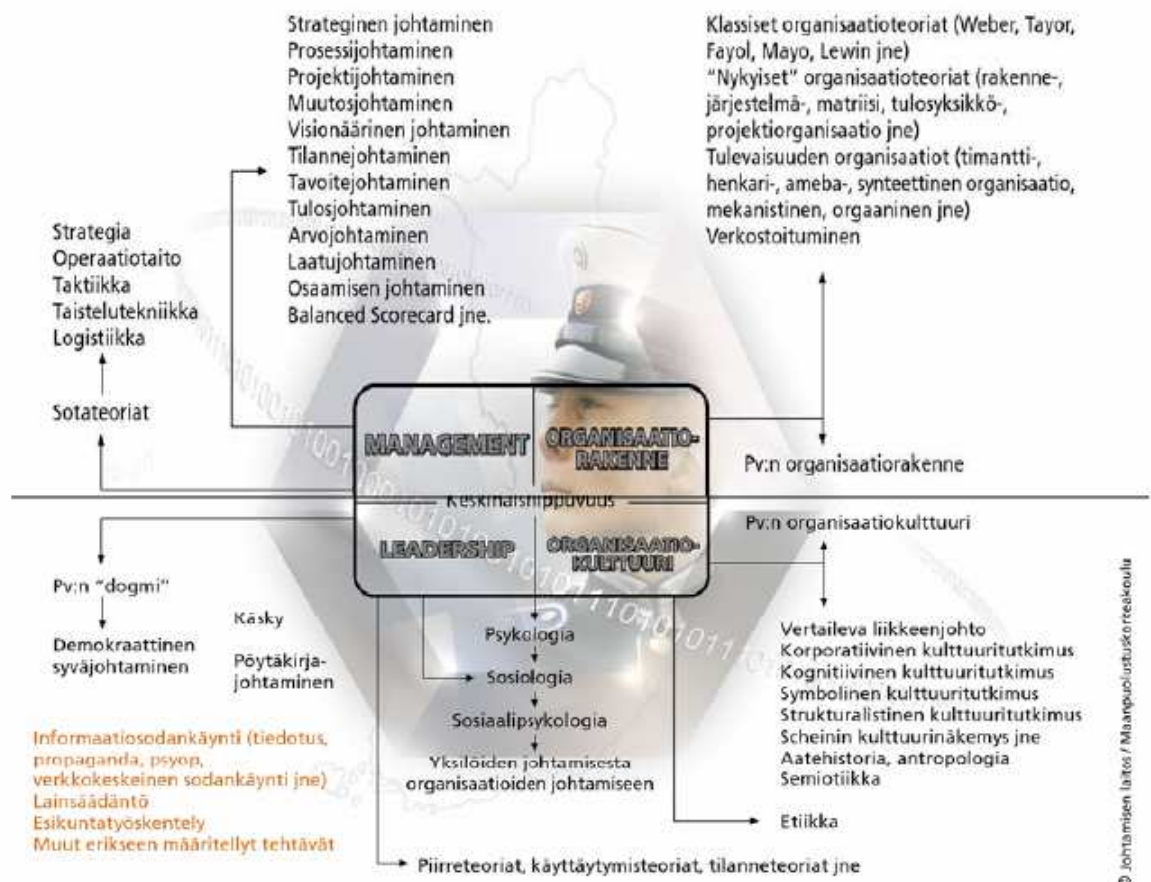 Strateginen johtaminen
Prosessijohtaminen
Projektijohtaminen
Muutosjohtaminen
Visionäärinen johtaminen
Tilannejohtaminen
Tavoitejohtaminen
Tulosjohtaminen
Arvojohtaminen
Laatujohtaminen
Osaamisen johtaminen
Balanced Scorecard jne.
Klassiset organisaatioteoriat (Weber, Tayor,
Fayol, Mayo, Lewin jne)
"Nykyiset" organisaatioteoriat (rakenne-,
järjestelmä-, matriisi, tulosyksikkö-,
projektiorganisaatio jne)
Tulevaisuuden organisaatiot (timantti-,
henkari-, ameba-, synteettinen organisaatio,
mekanistinen, orgaaninen jne)
Verkostoituminen
Strategia
Operaatiotaito
Taktiikka
Taistelutekniikka
Logistiikka
Sotateoriat
MANAGEMENT
ORGANISAATIO-
RAKENNE
Pv:n organisaatiorakenne
Keskinäisriippuvuus
Pv:n organisaatiokulttuuri
LEADERSHIP
ORGANISAATIO-
KULTTUURI
Pv:n "dogmi"
Demokraattinen
syväjohtaminen
Käsky
Pöytäkirja-
johtaminen
Psykologia
Sosiologia
Sosiaalipsykologia
Yksilöiden johtamisesta
organisaatioiden johtamiseen
Vertaileva liikkeenjohto
Korporatiivinen kulttuuritutkimus
Kognitiivinen kulttuuritutkimus
Symbolinen kulttuuritutkimus
Strukturalistinen kulttuuritutkimus
Scheinin kulttuurinäkemys jne
Aatehistoria, antropologia
Semiotiikka
Etiikka
Informaatiosodankäynti (tiedotus,
propaganda, psyop,
verkkokeskeinen sodankäynti jne)
Lainsäädäntö
Esikuntatyöskentely
Muut erikseen määritellyt tehtävät
Piirreteoriat, käyttäytymisteoriat, tilanneteoriat jne
© Johtamisen laitos / Maanpuolustuskorkeakoulu